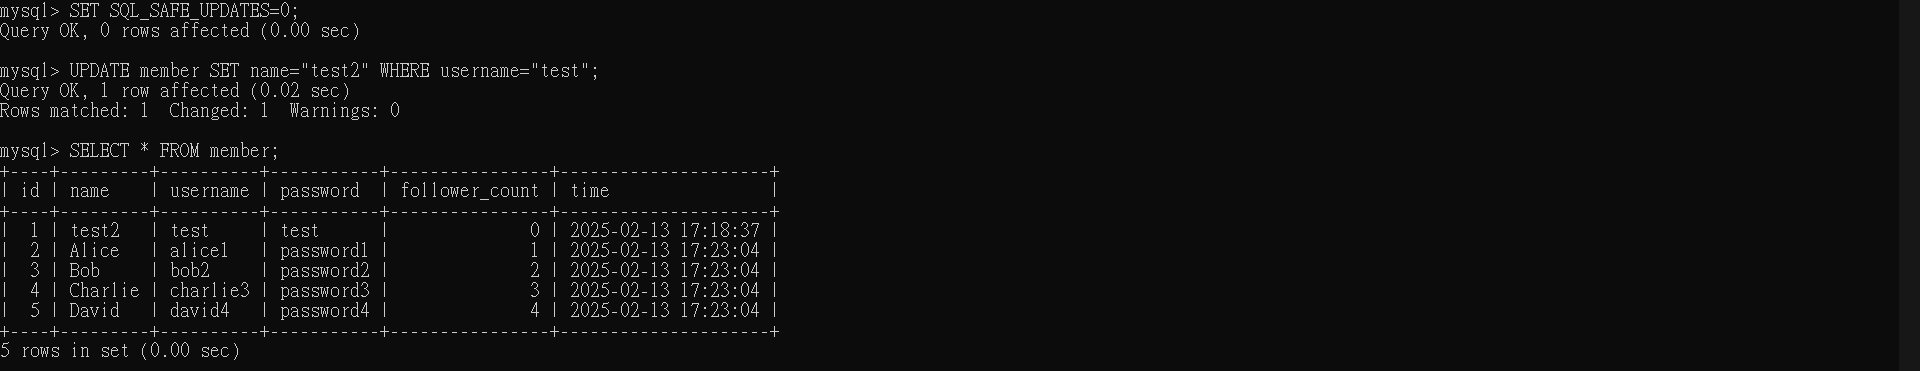 mysql> SET SQL_SAFE_UPDATES=0;
Query OK, 0 rows affected (0.00 sec)
mysql> UPDATE member SET name="test2" WHERE username="test";
Query OK, 1 row affected (0.02 sec)
Rows matched: 1  Changed: 1  Warnings: 0
mysql> SELECT * FROM member;
+----+---------+----------+-----------+----------------+---------------------+
| id | name    | username | password  | follower_count | time                |
+----+---------+----------+-----------+----------------+---------------------+
|  1 | test2   | test     | test      |              0 | 2025-02-13 17:18:37 |
|  2 | Alice   | alice1   | password1 |              1 | 2025-02-13 17:23:04 |
|  3 | Bob     | bob2     | password2 |              2 | 2025-02-13 17:23:04 |
|  4 | Charlie | charlie3 | password3 |              3 | 2025-02-13 17:23:04 |
|  5 | David   | david4   | password4 |              4 | 2025-02-13 17:23:04 |
+----+---------+----------+-----------+----------------+---------------------+
5 rows in set (0.00 sec)